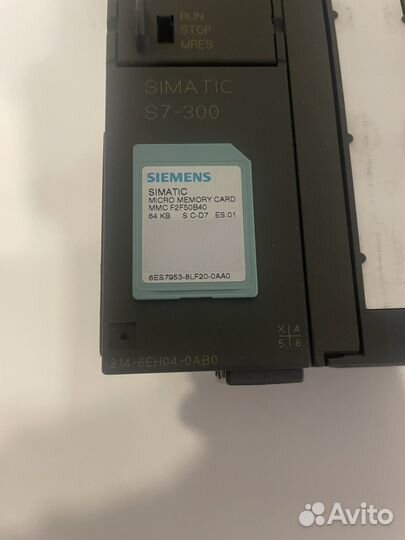 RUN
STOP
MRES
SIMATIC
S7-300
SIEMENS
SIMATIC
MICRO MEMORY CARD
MMC F2F50B40
64 KB S C-D7 ES:01
6ES7953-8LF20-0AA0
X 4
5 6
314-6EH04-0AB0
Avito